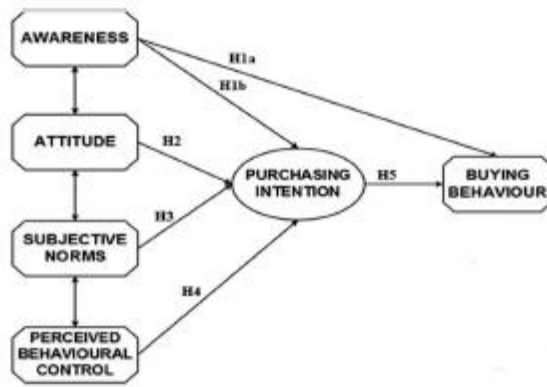 AWARENESS
H1a
H1b
ATTITUDE
H2
PURCHASING
INTENTION
H5
BUYING
BEHAVIOUR
H3
SUBJECTIVE
NORMS
H4
PERCEIVED
BEHAVIOURAL
CONTROL